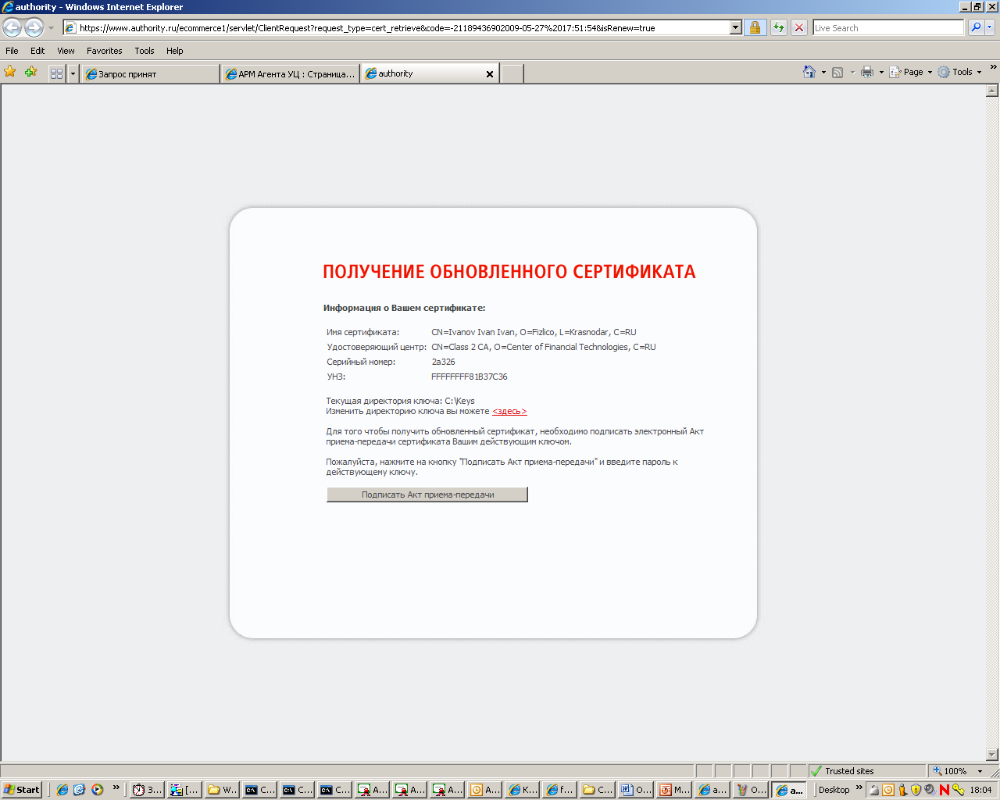 authority - Windows Internet Explorer
https://www.authority.ru/ecommerce1/servlet/ClientRequest?request_type=cert_retrieve&code=-21189436902009-05-27%2017:51:54&isRenew=true
Live Search
File Edit View Favorites Tools Help
Запрос принят
АРМ Агента УЦ : Страница...
authority
Page Tools
ПОЛУЧЕНИЕ ОБНОВЛЕННОГО СЕРТИФИКАТА
Информация о Вашем сертификате:
Имя сертификата: CN=Ivanov Ivan Ivan, O=Fizlico, L=Krasnodar, C=RU
Удостоверяющий центр: CN=Class 2 CA, O=Center of Financial Technologies, C=RU
Серийный номер: 2a326
УНЗ: FFFFFFFF81B37C36
Текущая директория ключа: C:\Keys
Изменить директорию ключа вы можете <здесь>
Для того чтобы получить обновленный сертификат, необходимо подписать электронный Акт
приема-передачи сертификата Вашим действующим ключом.
Пожалуйста, нажмите на кнопку "Подписать Акт приема-передачи" и введите пароль к
действующему ключу.
Подписать Акт приема-передачи
Trusted sites 100%
Start З... [... W... C... C... C... A... A... A... A... K... f... C... O... M... a... O... a... Desktop 18:04